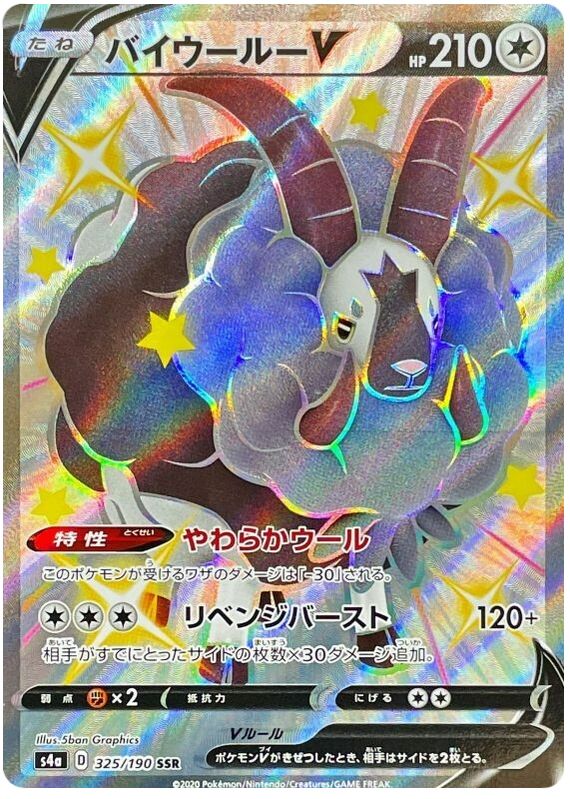 たね バイウールーV HP 210
特性 とくせい やわらかウール
このポケモンが受けるワザのダメージは「-30」される。
リベンジバースト 120+
相手がすでにとったサイドの枚数×30ダメージ追加。
弱点 ×2 抵抗力 にげる
Illus. 5ban Graphics
Vルール
s4a D 325/190 SSR
ポケモンVがきぜつしたとき、相手はサイドを2枚とる。
©2020 Pokémon/Nintendo/Creatures/GAME FREAK.